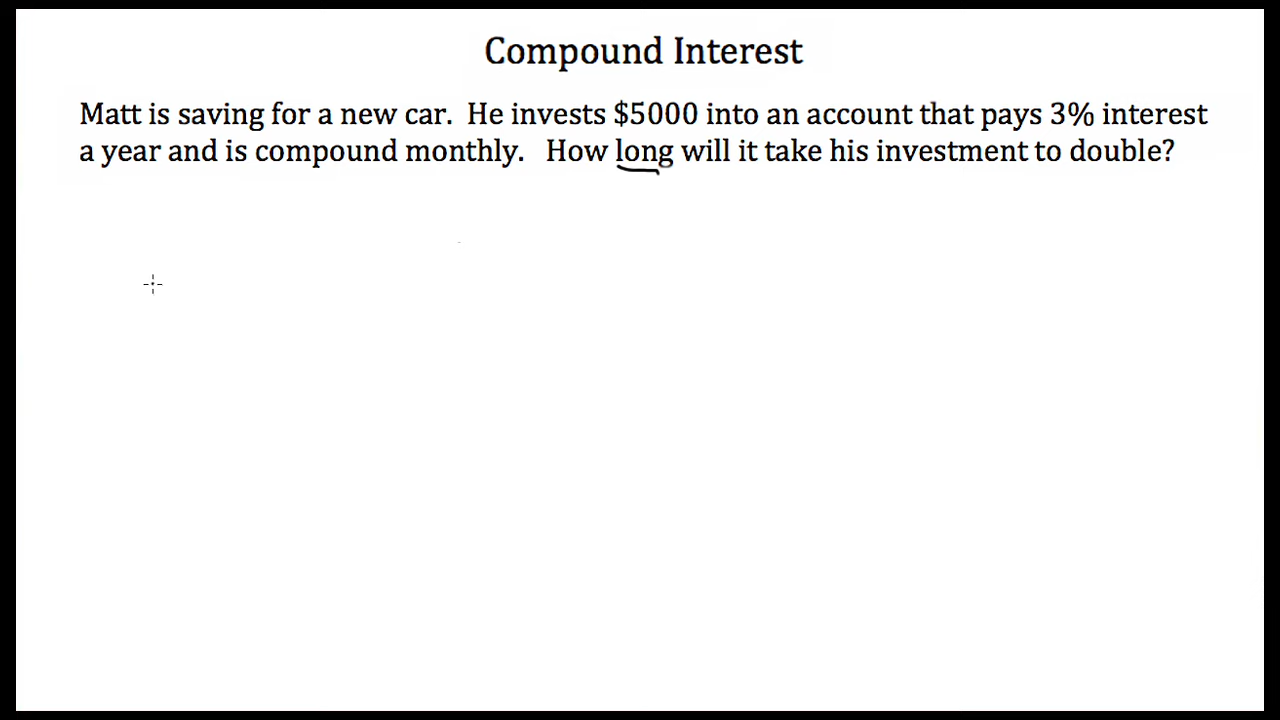 Compound Interest
Matt is saving for a new car.  He invests $5000 into an account that pays 3% interest
a year and is compound monthly.   How long will it take his investment to double?